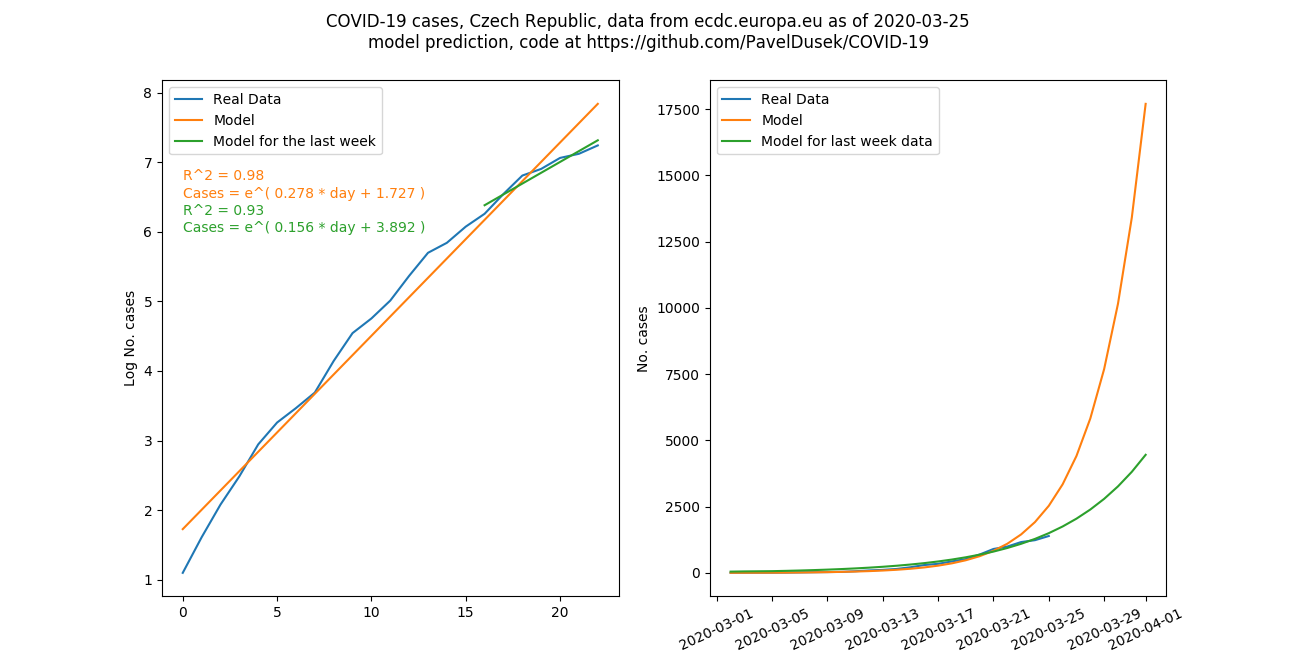 COVID-19 cases, Czech Republic, data from ecdc.europa.eu as of 2020-03-25
model prediction, code at https://github.com/PavelDusek/COVID-19
Real Data
Model
Model for the last week
R^2 = 0.98
Cases = e^( 0.278 * day + 1.727 )
R^2 = 0.93
Cases = e^( 0.156 * day + 3.892 )
Log No. cases
8
7
6
5
4
3
2
1
0
5
10
15
20
Real Data
Model
Model for last week data
No. cases
17500
15000
12500
10000
7500
5000
2500
0
2020-03-01
2020-03-05
2020-03-09
2020-03-13
2020-03-17
2020-03-21
2020-03-25
2020-03-29
2020-04-01